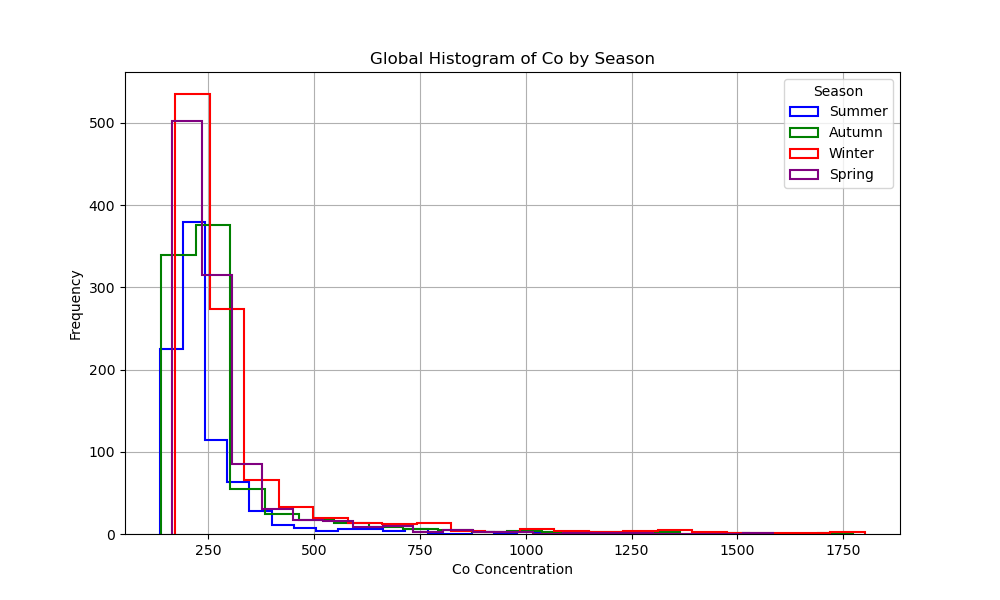 Global Histogram of Co by Season
Season
Summer
Autumn
Winter
Spring
Frequency
500
400
300
200
100
0
250
500
750
1000
1250
1500
1750
Co Concentration